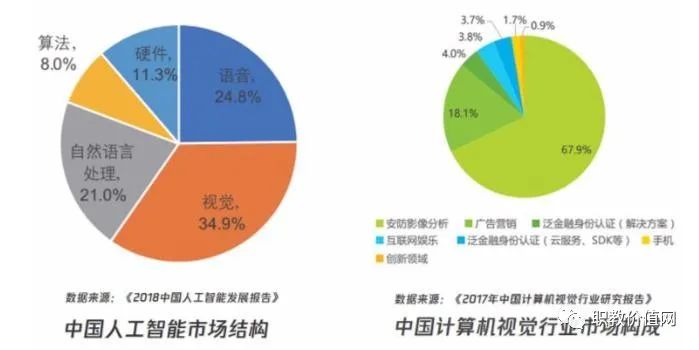 算法,
8.0%
硬件,
11.3%
语音,
24.8%
自然语言
处理,
21.0%
视觉,
34.9%
数据来源：《2018中国人工智能发展报告》
中国人工智能市场结构
3.7%
1.7%
0.9%
3.8%
4.0%
18.1%
67.9%
安防影像分析
广告营销
泛金融身份认证（解决方案）
互联网娱乐
泛金融身份认证（云服务、SDK等）
手机
创新领域
数据来源：《2017年中国计算机视觉行业研究报告》
中国计算机视觉行业市场构成
职教价值网